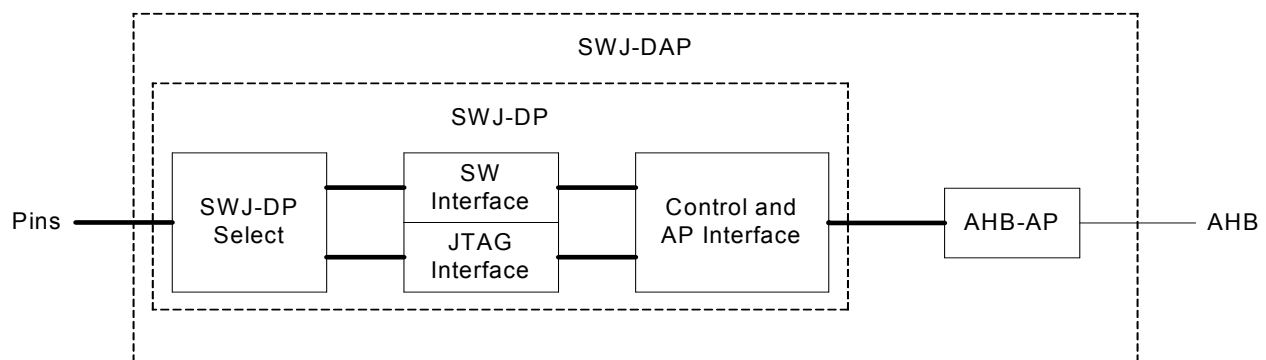 SWJ-DAP
SWJ-DP
Pins
SWJ-DP
Select
SW
Interface
JTAG
Interface
Control and
AP Interface
AHB-AP
AHB